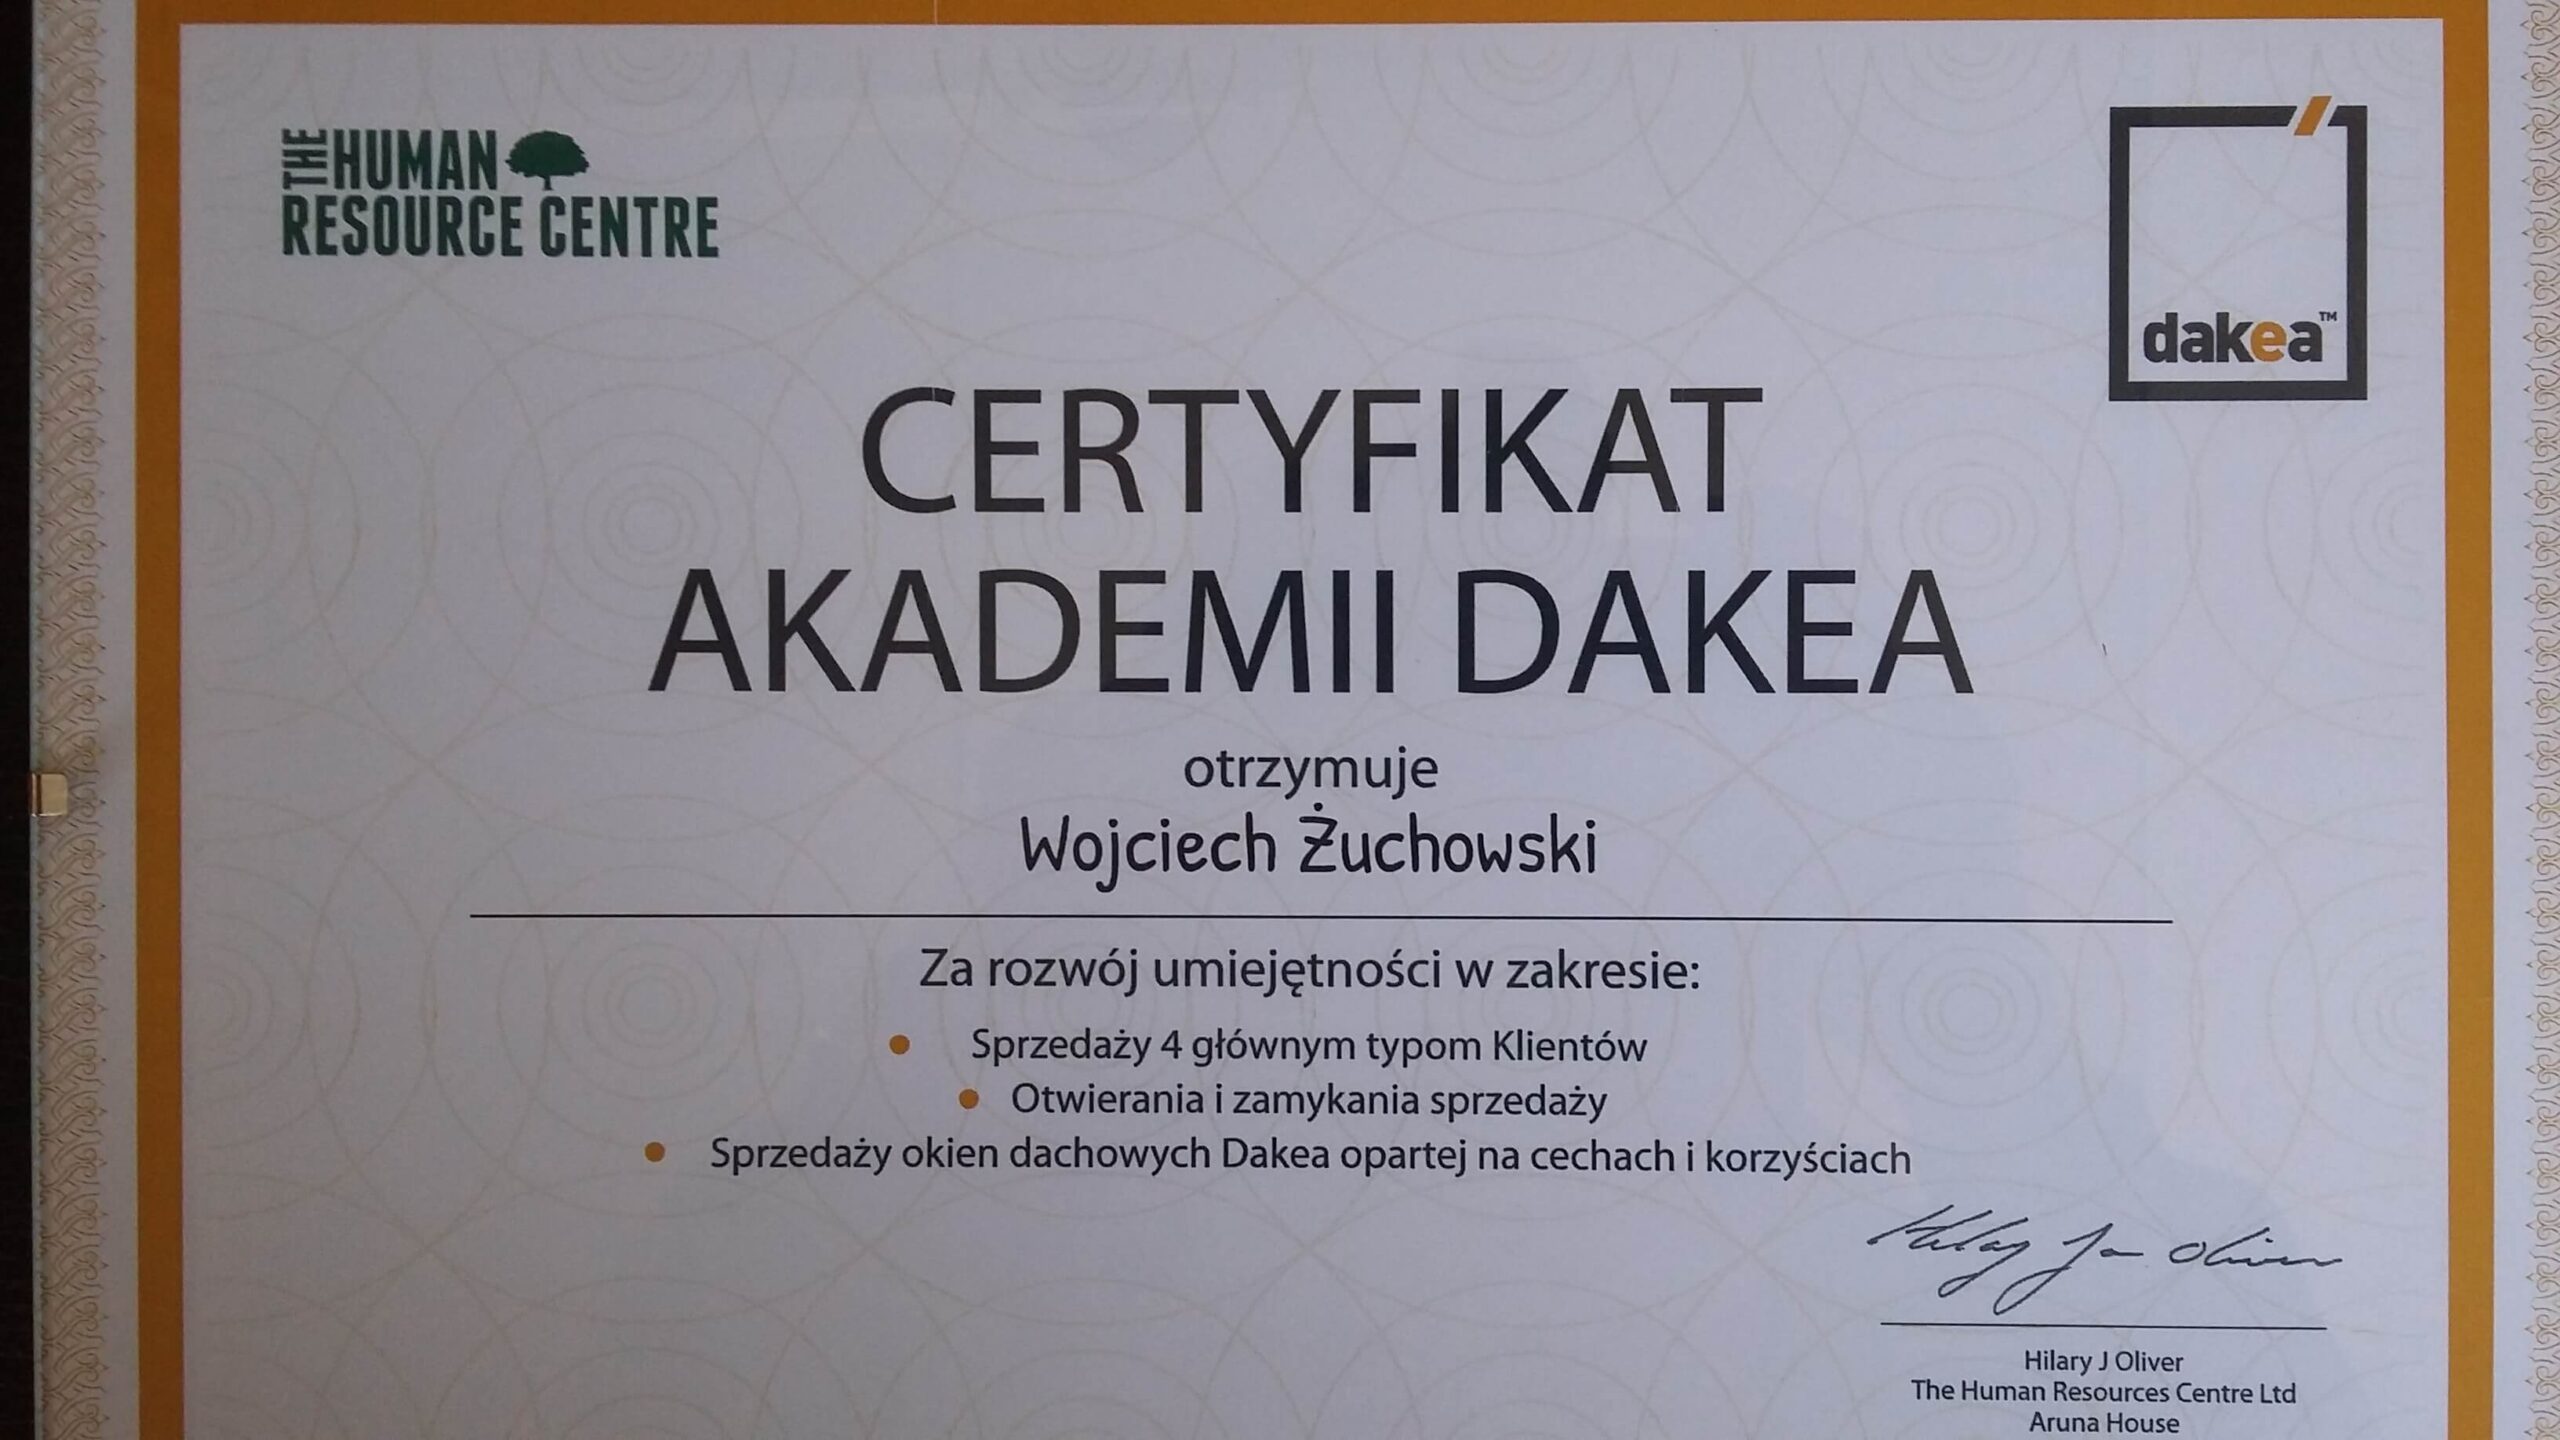 THE HUMAN
RESOURCE CENTRE
dakea™
CERTYFIKAT
AKADEMII DAKEA
otrzymuje
Wojciech Żuchowski
Za rozwój umiejętności w zakresie:
• Sprzedaży 4 głównym typom Klientów
• Otwierania i zamykania sprzedaży
• Sprzedaży okien dachowych Dakea opartej na cechach i korzyściach
Hilary J Oliver
Hilary J Oliver
The Human Resources Centre Ltd
Aruna House